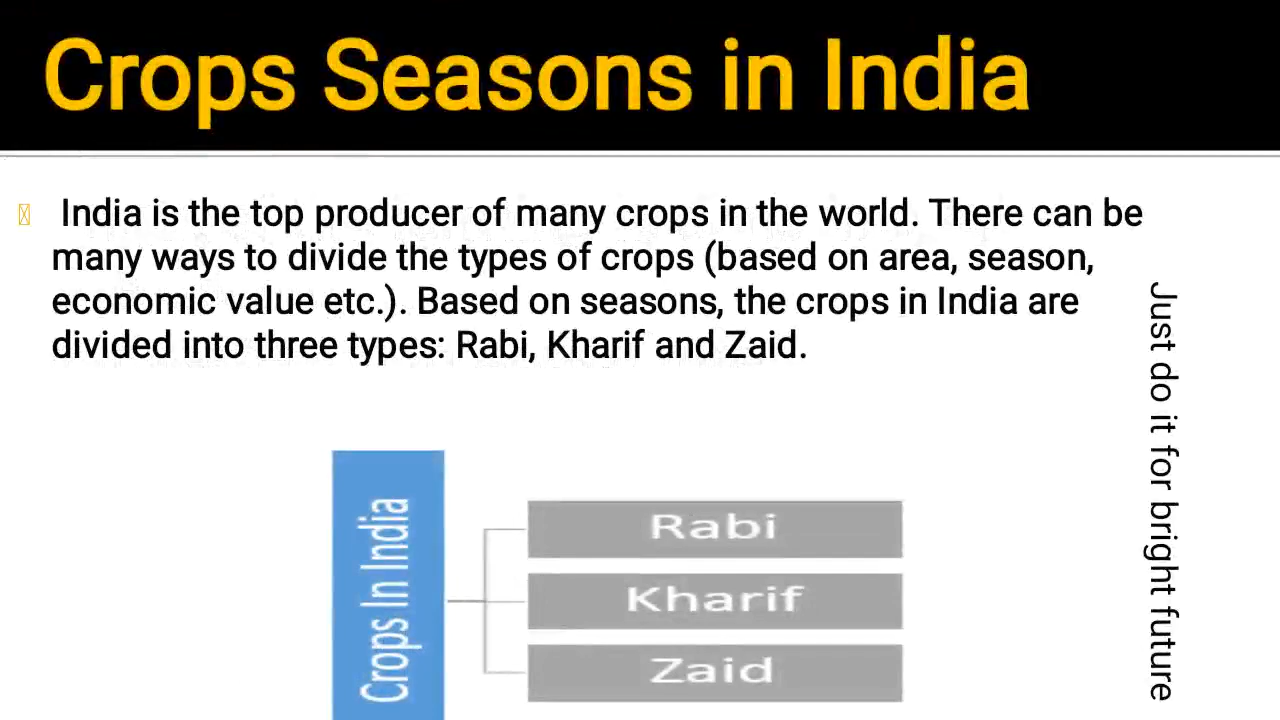 Crops Seasons in India
India is the top producer of many crops in the world. There can be
many ways to divide the types of crops (based on area, season,
economic value etc.). Based on seasons, the crops in India are
divided into three types: Rabi, Kharif and Zaid.
Just do it for bright future
Crops In India
Rabi
Kharif
Zaid